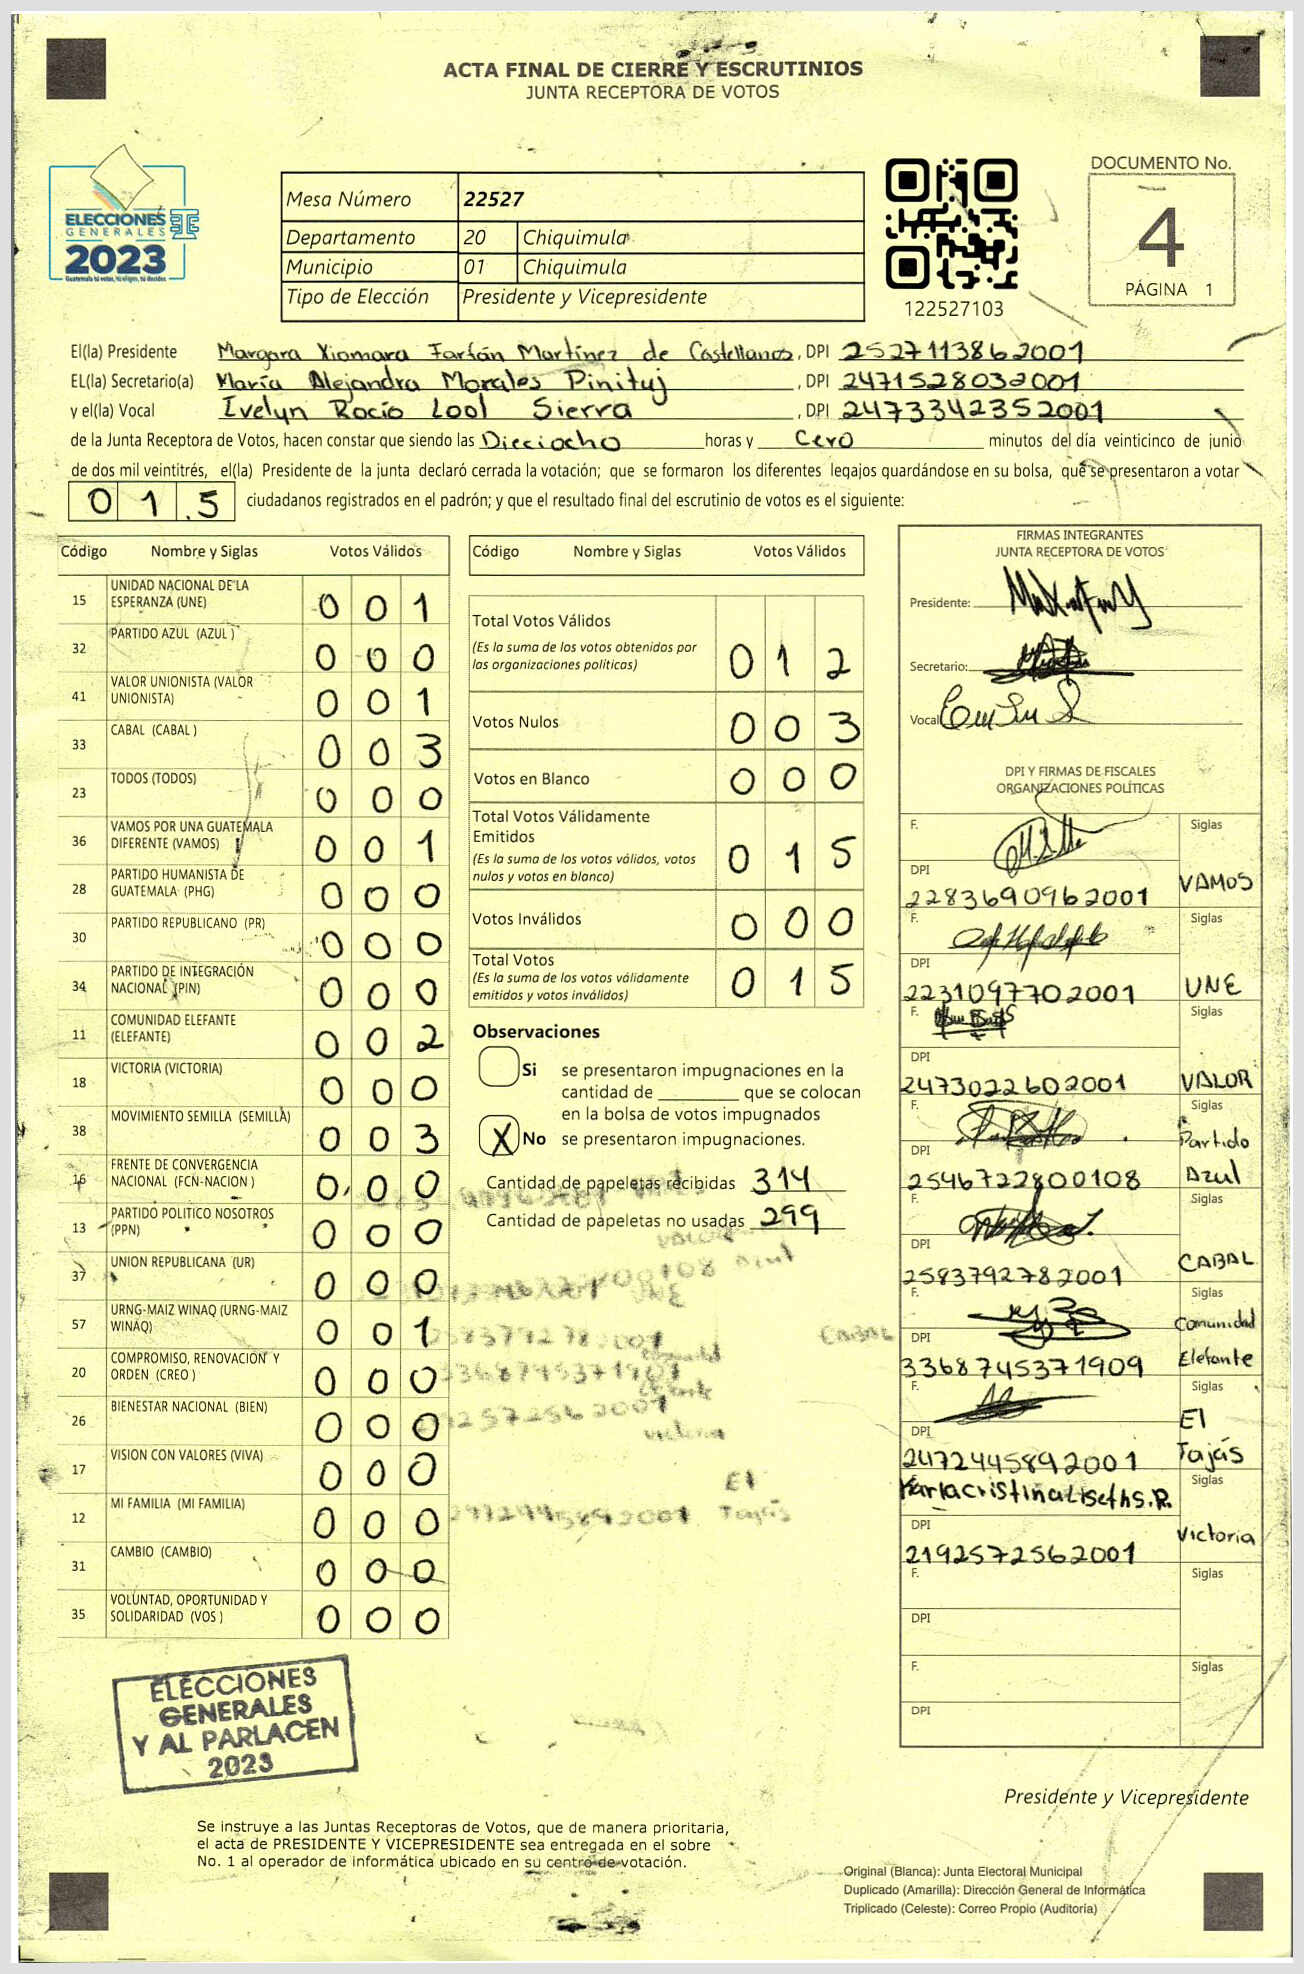 ACTA FINAL DE CIERRE Y ESCRUTINIOS
JUNTA RECEPTORA DE VOTOS
ELECCIONES
GENERALES
2023
Guatemala tú votas, tú eliges, tú decides
Mesa Número 22527
Departamento 20 Chiquimula
Municipio 01 Chiquimula
Tipo de Elección Presidente y Vicepresidente
122527103
DOCUMENTO No.
4
PÁGINA 1
El(la) Presidente Margara Xiomara Farfán Martínez de Castellanos, DPI 2527113862001
EL(la) Secretario(a) María Alejandra Morales Pinituj, DPI 2471528032001
y el(la) Vocal Ivelyn Rocío Lool Sierra, DPI 2473342352001
de la Junta Receptora de Votos, hacen constar que siendo las Dieciocho horas y Cero minutos del día veinticinco de junio
de dos mil veintitrés, el(la) Presidente de la junta declaró cerrada la votación; que se formaron los diferentes legajos guardándose en su bolsa, que se presentaron a votar
0 1 5 ciudadanos registrados en el padrón; y que el resultado final del escrutinio de votos es el siguiente:
Código Nombre y Siglas Votos Válidos
15 UNIDAD NACIONAL DE LA ESPERANZA (UNE) 0 0 1
32 PARTIDO AZUL (AZUL ) 0 0 0
41 VALOR UNIONISTA (VALOR UNIONISTA) 0 0 1
33 CABAL (CABAL ) 0 0 3
23 TODOS (TODOS) 0 0 0
36 VAMOS POR UNA GUATEMALA DIFERENTE (VAMOS) 0 0 1
28 PARTIDO HUMANISTA DE GUATEMALA (PHG) 0 0 0
30 PARTIDO REPUBLICANO (PR) 0 0 0
34 PARTIDO DE INTEGRACIÓN NACIONAL (PIN) 0 0 0
11 COMUNIDAD ELEFANTE (ELEFANTE) 0 0 2
18 VICTORIA (VICTORIA) 0 0 0
38 MOVIMIENTO SEMILLA (SEMILLA) 0 0 3
16 FRENTE DE CONVERGENCIA NACIONAL (FCN-NACION ) 0 0 0
13 PARTIDO POLITICO NOSOTROS (PPN) 0 0 0
37 UNION REPUBLICANA (UR) 0 0 0
57 URNG-MAIZ WINAQ (URNG-MAIZ WINAQ) 0 0 1
20 COMPROMISO, RENOVACION Y ORDEN (CREO ) 0 0 0
26 BIENESTAR NACIONAL (BIEN) 0 0 0
17 VISION CON VALORES (VIVA) 0 0 0
12 MI FAMILIA (MI FAMILIA) 0 0 0
31 CAMBIO (CAMBIO) 0 0 0
35 VOLUNTAD, OPORTUNIDAD Y SOLIDARIDAD (VOS ) 0 0 0
Código Nombre y Siglas Votos Válidos
Total Votos Válidos 0 1 2
(Es la suma de los votos obtenidos por
las organizaciones políticas)
Votos Nulos 0 0 3
Votos en Blanco 0 0 0
Total Votos Válidamente
Emitidos 0 1 5
(Es la suma de los votos válidos, votos
nulos y votos en blanco)
Votos Inválidos 0 0 0
Total Votos 0 1 5
(Es la suma de los votos válidamente
emitidos y votos inválidos)
Observaciones
Si se presentaron impugnaciones en la
cantidad de ________ que se colocan
en la bolsa de votos impugnados
X No se presentaron impugnaciones.
Cantidad de papeletas recibidas 314
Cantidad de papeletas no usadas 299
FIRMAS INTEGRANTES
JUNTA RECEPTORA DE VOTOS
Presidente:
Secretario:
Vocal
DPI Y FIRMAS DE FISCALES
ORGANIZACIONES POLÍTICAS
F. Siglas
DPI VAMOS
2283690962001
F. Siglas
DPI
2231097702001 UNE
F. Siglas
DPI
2473022602001 VALOR
F. Siglas
DPI Partido
2546722800108 Azul
F. Siglas
DPI
2583792782001 CABAL
F. Siglas
DPI Comunidad
3368745371909 Elefante
F. Siglas
DPI El
2472445892001 Tajás
Karlacristinaliseth S.R. Siglas
DPI Victoria
2192572562001
F. Siglas
DPI
F. Siglas
DPI
ELECCIONES
GENERALES
Y AL PARLACEN
2023
Presidente y Vicepresidente
Se instruye a las Juntas Receptoras de Votos, que de manera prioritaria,
el acta de PRESIDENTE Y VICEPRESIDENTE sea entregada en el sobre
No. 1 al operador de informática ubicado en su centro de votación.
Original (Blanca): Junta Electoral Municipal
Duplicado (Amarilla): Dirección General de Informática
Triplicado (Celeste): Correo Propio (Auditoría)